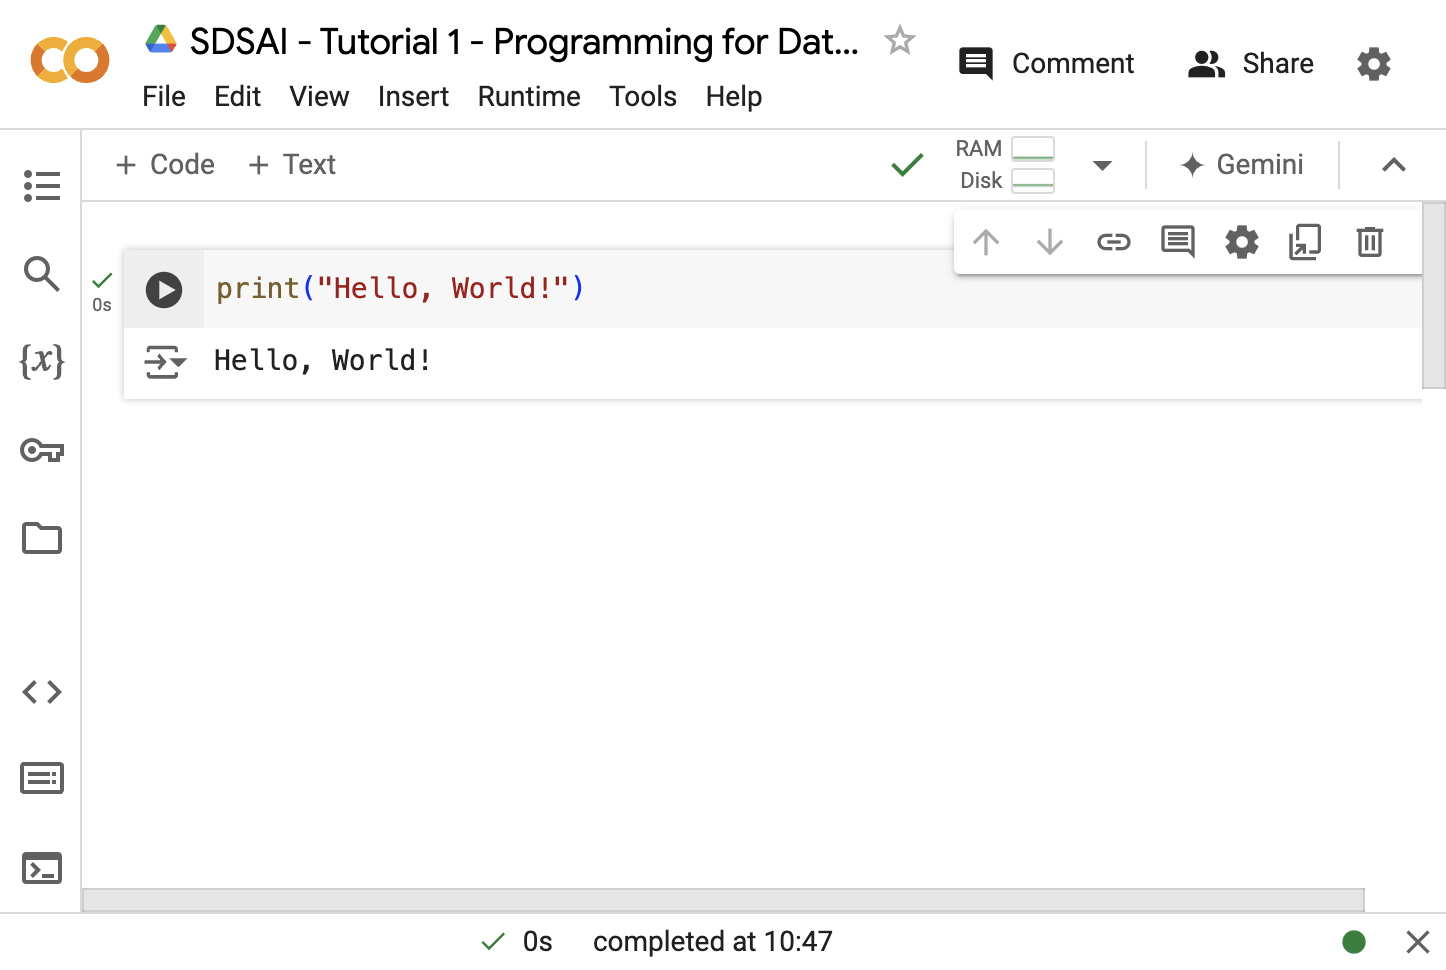 SDSAI - Tutorial 1 - Programming for Dat...
Comment
Share
File Edit View Insert Runtime Tools Help
+ Code + Text
RAM
Disk
Gemini
0s
print("Hello, World!")
Hello, World!
{x}
0s completed at 10:47